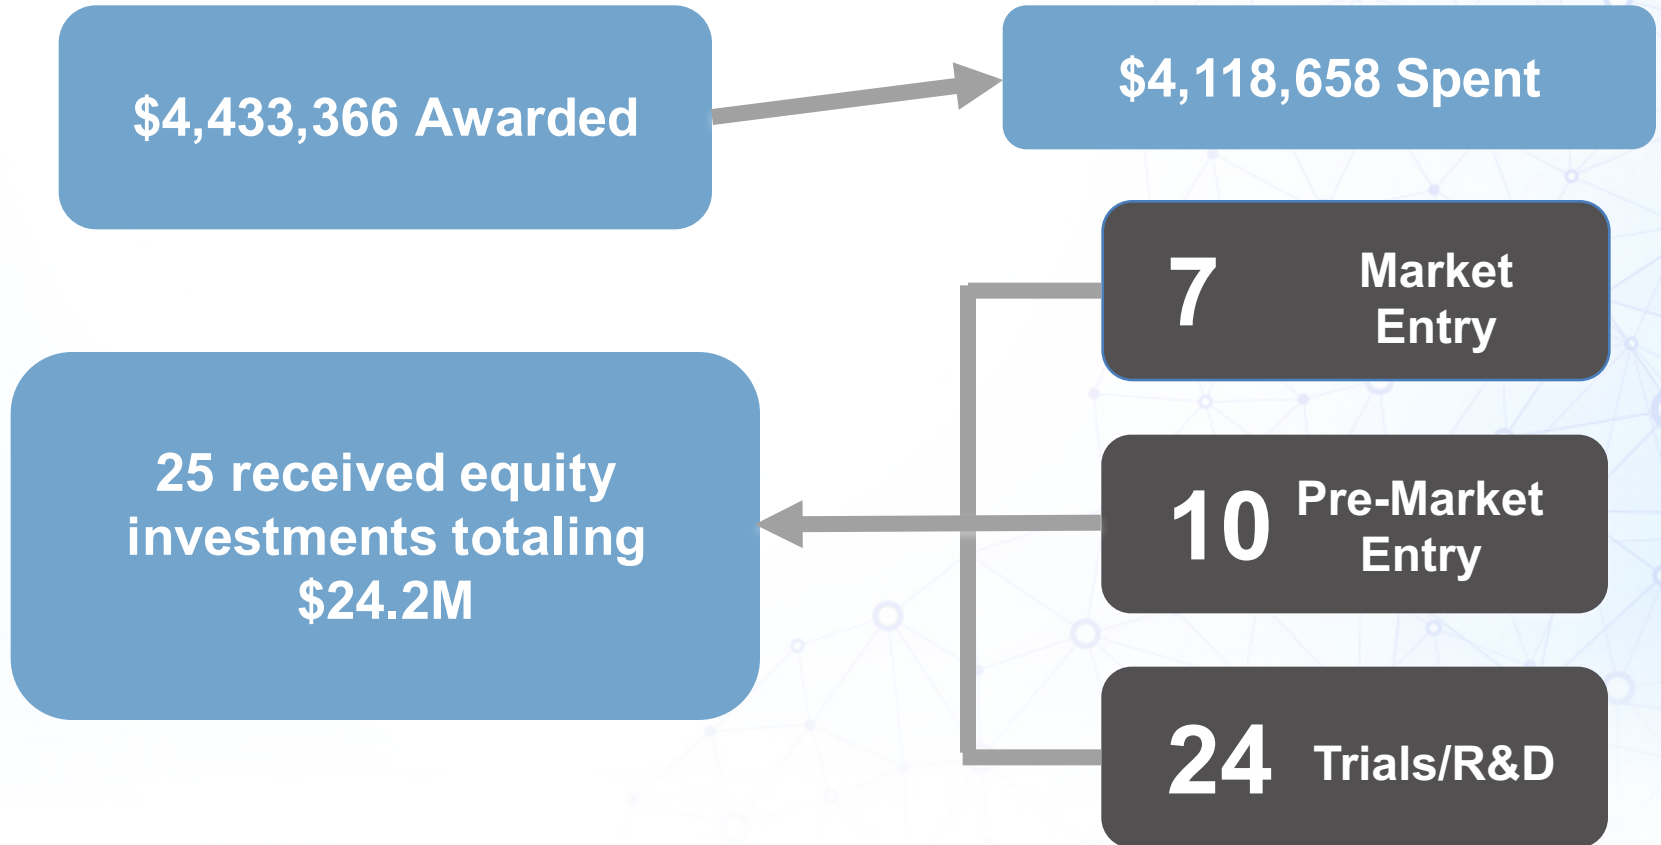 $4,433,366 Awarded
$4,118,658 Spent
7 Market
Entry
25 received equity
investments totaling
$24.2M
10 Pre-Market
Entry
24 Trials/R&D